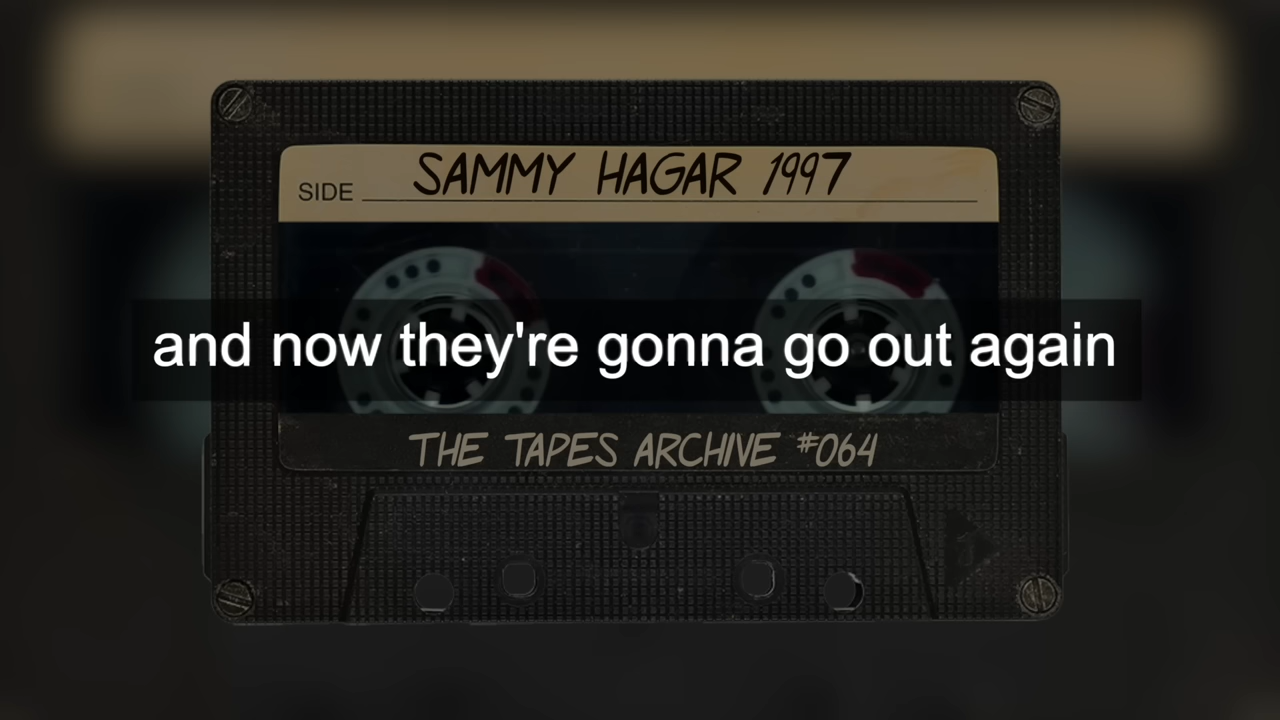 SAMMY HAGAR 1997
SIDE
and now they're gonna go out again
THE TAPES ARCHIVE #064